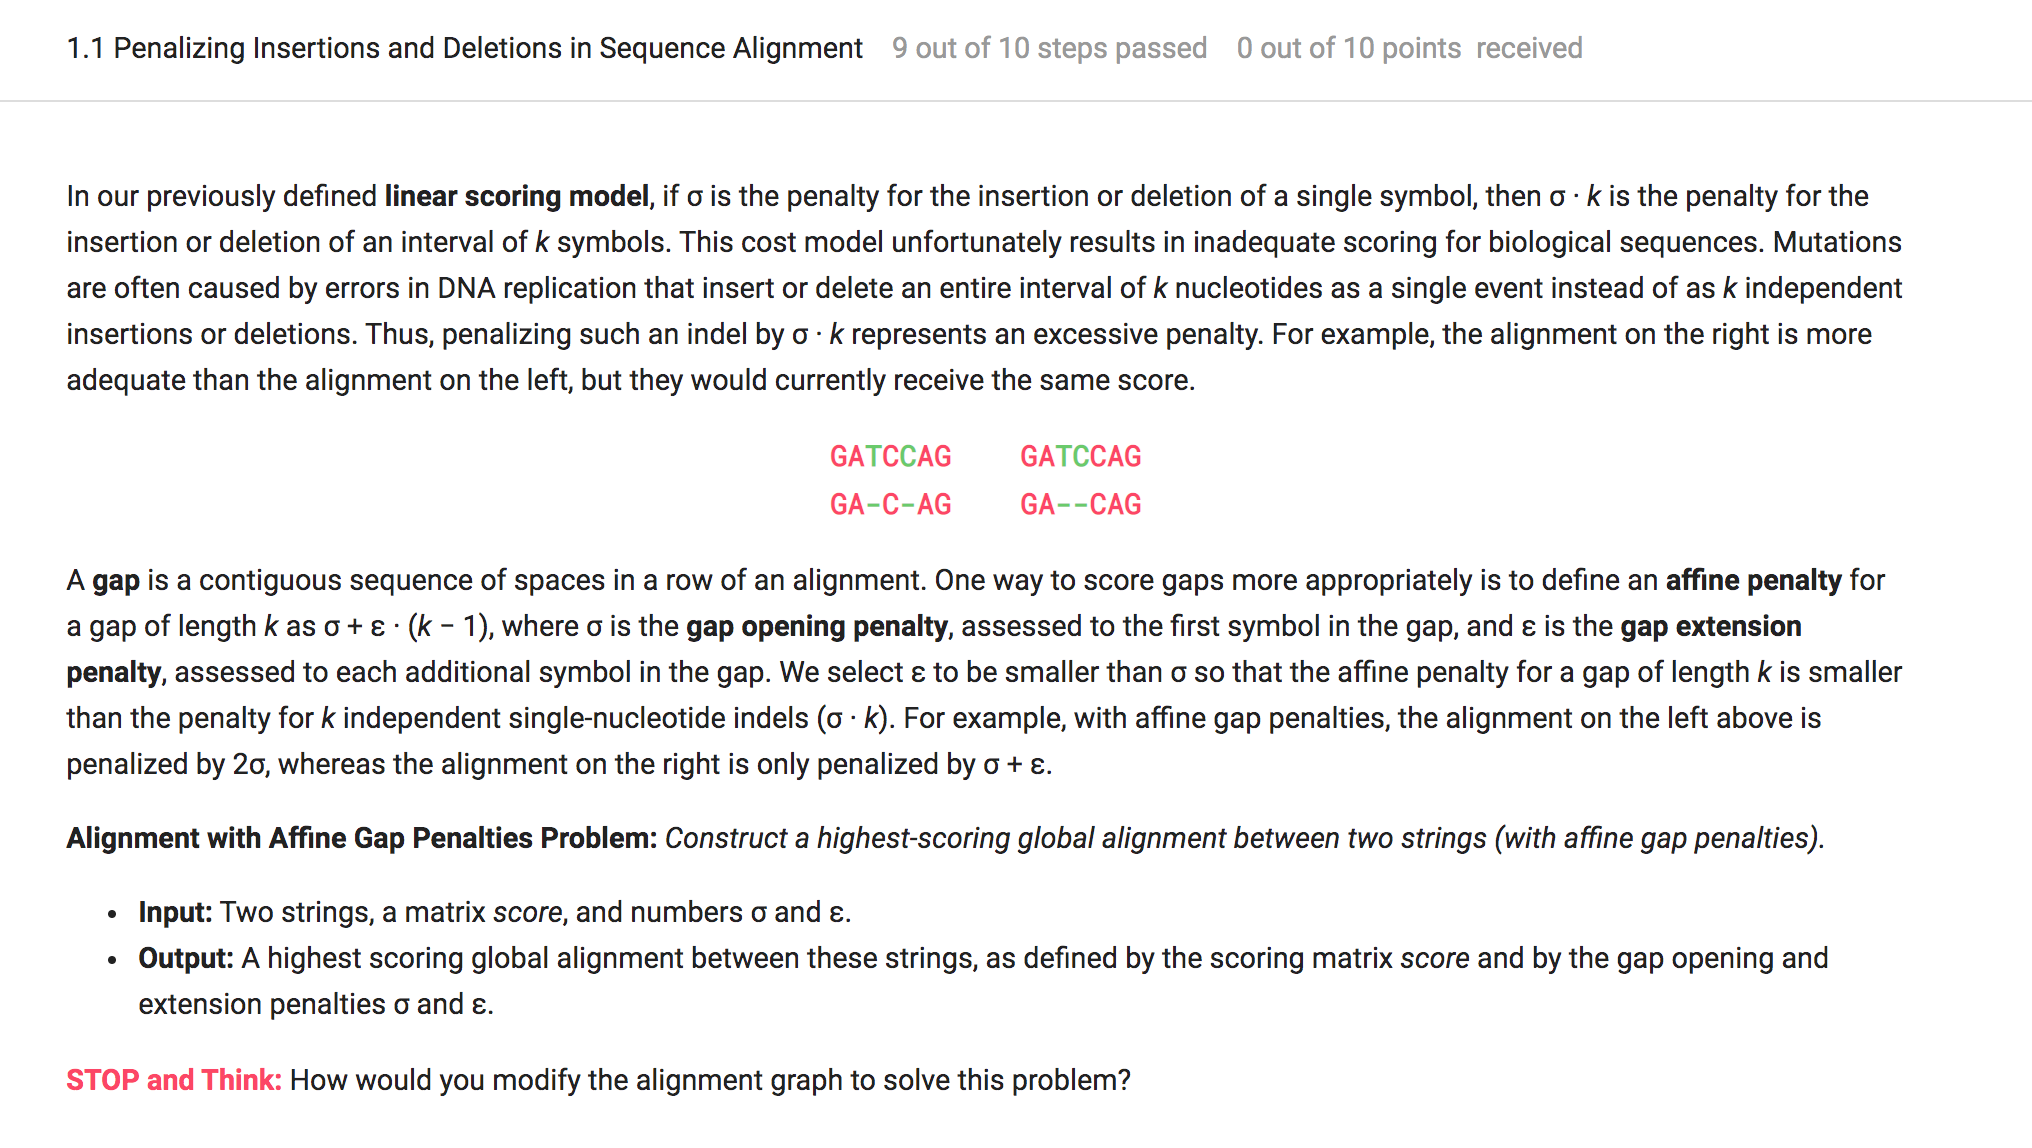 1.1 Penalizing Insertions and Deletions in Sequence Alignment 9 out of 10 steps passed 0 out of 10 points received
In our previously defined linear scoring model, if σ is the penalty for the insertion or deletion of a single symbol, then σ · k is the penalty for the
insertion or deletion of an interval of k symbols. This cost model unfortunately results in inadequate scoring for biological sequences. Mutations
are often caused by errors in DNA replication that insert or delete an entire interval of k nucleotides as a single event instead of as k independent
insertions or deletions. Thus, penalizing such an indel by σ · k represents an excessive penalty. For example, the alignment on the right is more
adequate than the alignment on the left, but they would currently receive the same score.
GATCCAG GATCCAG
GA-C-AG GA--CAG
A gap is a contiguous sequence of spaces in a row of an alignment. One way to score gaps more appropriately is to define an affine penalty for
a gap of length k as σ + ε · (k − 1), where σ is the gap opening penalty, assessed to the first symbol in the gap, and ε is the gap extension
penalty, assessed to each additional symbol in the gap. We select ε to be smaller than σ so that the affine penalty for a gap of length k is smaller
than the penalty for k independent single-nucleotide indels (σ · k). For example, with affine gap penalties, the alignment on the left above is
penalized by 2σ, whereas the alignment on the right is only penalized by σ + ε.
Alignment with Affine Gap Penalties Problem: Construct a highest-scoring global alignment between two strings (with affine gap penalties).
• Input: Two strings, a matrix score, and numbers σ and ε.
• Output: A highest scoring global alignment between these strings, as defined by the scoring matrix score and by the gap opening and
extension penalties σ and ε.
STOP and Think: How would you modify the alignment graph to solve this problem?